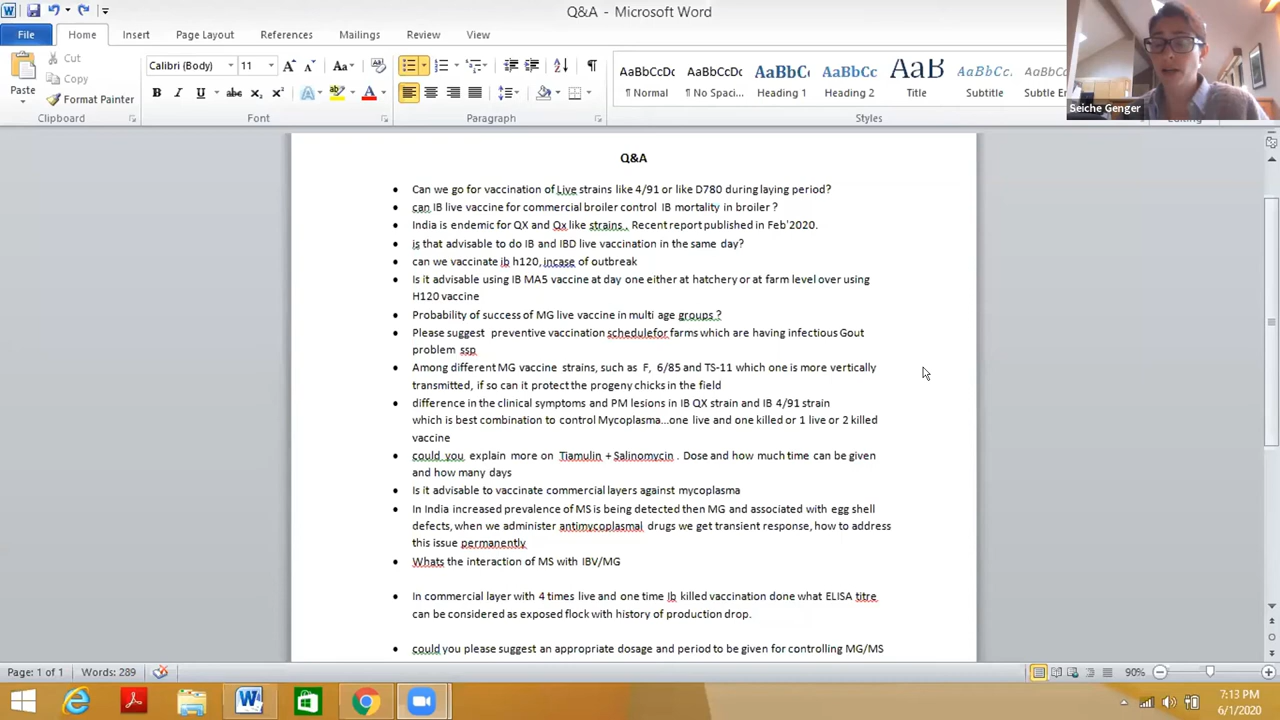 Q&A - Microsoft Word
File Home Insert Page Layout References Mailings Review View
Cut
Copy
Format Painter
Paste
Clipboard
Calibri (Body) 11
Font
Paragraph
AaBbCcDc AaBbCcDc AaBbC AaBbCc AaB AaBbCcL AaBbCcDc
¶ Normal ¶ No Spaci... Heading 1 Heading 2 Title Subtitle Subtle Em
Styles
Editing
Seiche Genger
Q&A
• Can we go for vaccination of Live strains like 4/91 or like D780 during laying period?
• can IB live vaccine for commercial broiler control IB mortality in broiler ?
• India is endemic for QX and Qx like strains.. Recent report published in Feb'2020.
• is that advisable to do IB and IBD live vaccination in the same day?
• can we vaccinate ib h120, incase of outbreak
• Is it advisable using IB MA5 vaccine at day one either at hatchery or at farm level over using
H120 vaccine
• Probability of success of MG live vaccine in multi age groups ?
• Please suggest preventive vaccination schedulefor farms which are having infectious Gout
problem ssp
• Among different MG vaccine strains, such as F, 6/85 and TS-11 which one is more vertically
transmitted, if so can it protect the progeny chicks in the field
• difference in the clinical symptoms and PM lesions in IB QX strain and IB 4/91 strain
which is best combination to control Mycoplasma...one live and one killed or 1 live or 2 killed
vaccine
• could you explain more on Tiamulin + Salinomycin . Dose and how much time can be given
and how many days
• Is it advisable to vaccinate commercial layers against mycoplasma
• In India increased prevalence of MS is being detected then MG and associated with egg shell
defects, when we administer antimycoplasmal drugs we get transient response, how to address
this issue permanently
• Whats the interaction of MS with IBV/MG
• In commercial layer with 4 times live and one time Ib killed vaccination done what ELISA titre
can be considered as exposed flock with history of production drop.
• could you please suggest an appropriate dosage and period to be given for controlling MG/MS
Page: 1 of 1 Words: 289 90%
7:13 PM
6/1/2020